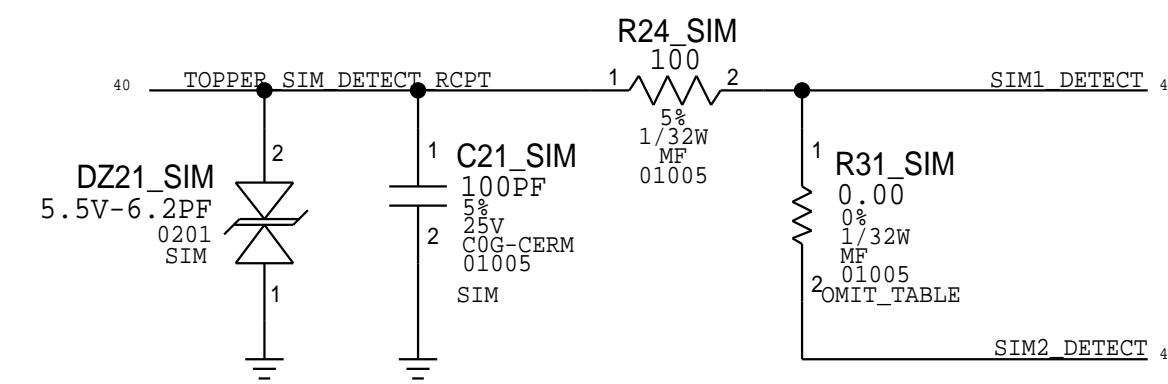 R24_SIM
100
40 TOPPER_SIM_DETECT_RCPT 1 2 SIM1_DETECT 4
5%
1/32W
MF
01005
2
DZ21_SIM
5.5V-6.2PF
0201
SIM
1
1 C21_SIM
100PF
5%
25V
2 C0G-CERM
01005
SIM
1 R31_SIM
0.00
0%
1/32W
MF
01005
2 OMIT_TABLE
SIM2_DETECT 4